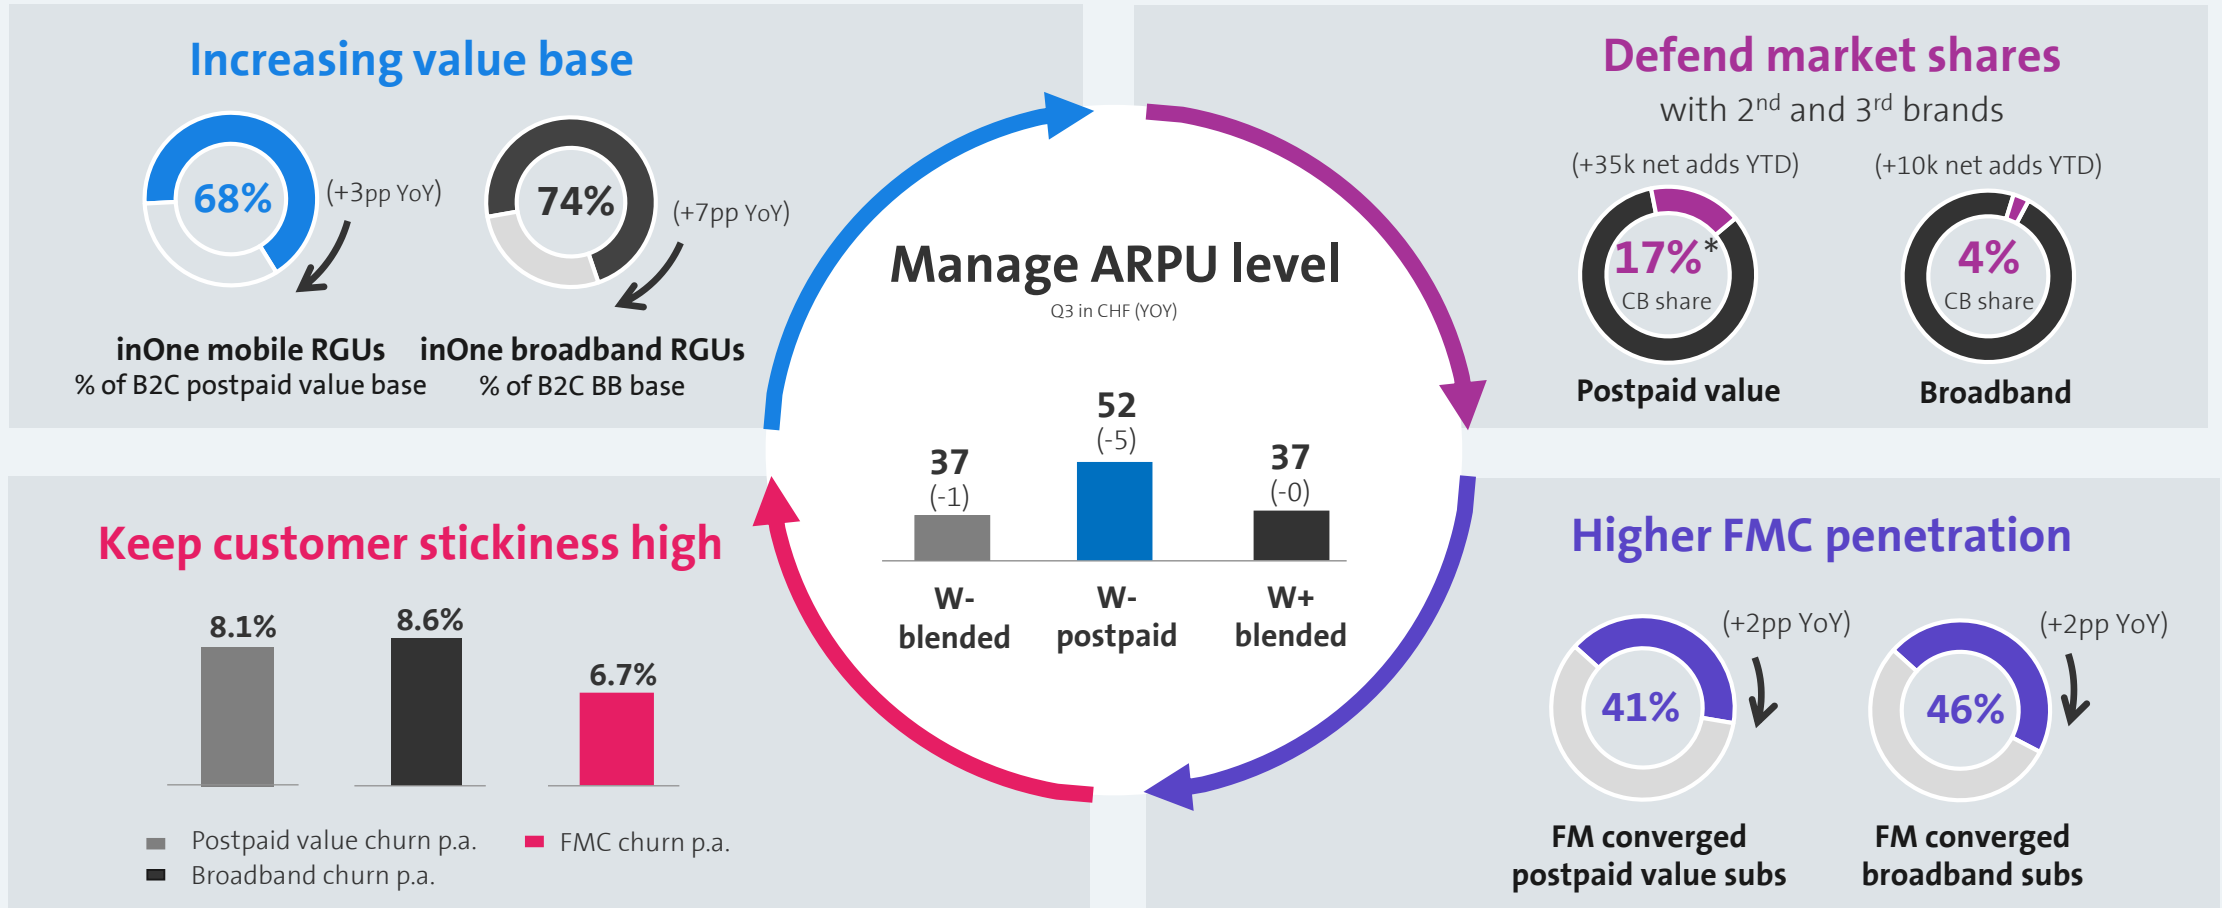 Increasing value base
68%
(+3pp YoY)
74%
(+7pp YoY)
inOne mobile RGUs
% of B2C postpaid value base
inOne broadband RGUs
% of B2C BB base
Defend market shares
with 2nd and 3rd brands
(+35k net adds YTD)
17%*
CB share
Postpaid value
(+10k net adds YTD)
4%
CB share
Broadband
Manage ARPU level
Q3 in CHF (YOY)
37
(-1)
W-
blended
52
(-5)
W-
postpaid
37
(-0)
W+
blended
Keep customer stickiness high
8.1%
8.6%
6.7%
Postpaid value churn p.a.
Broadband churn p.a.
FMC churn p.a.
Higher FMC penetration
(+2pp YoY)
41%
FM converged
postpaid value subs
(+2pp YoY)
46%
FM converged
broadband subs